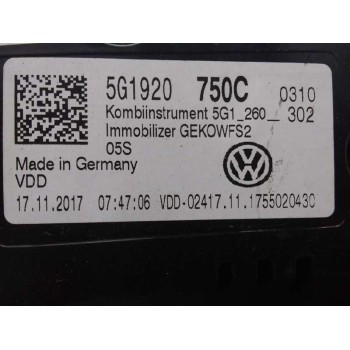 5G1920 750C 0310
Kombiinstrument 5G1_260__ 302
Immobilizer GEKOWFS2
05S
Made in Germany
VDD
17.11.2017 07:47:06 VDD-02417.11.1755020430